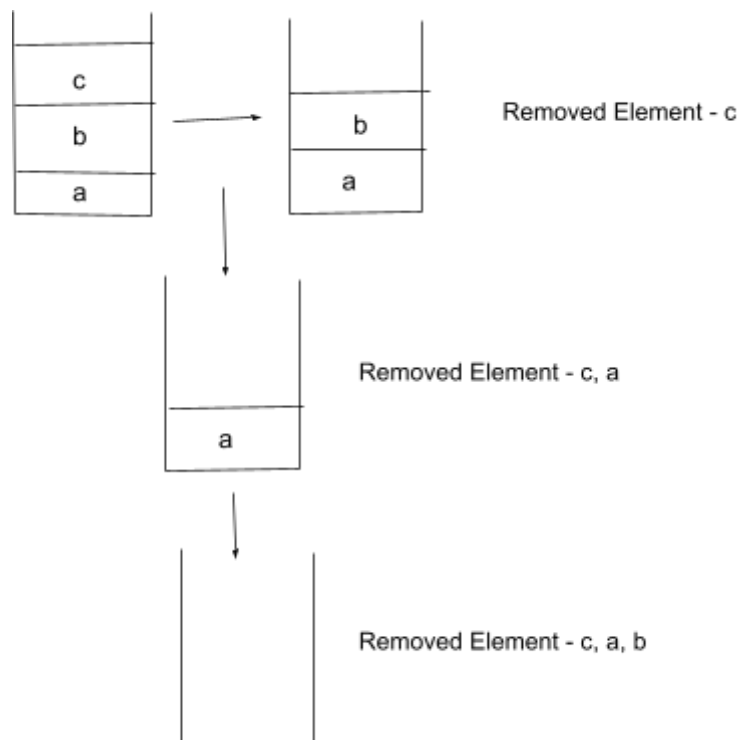 c
b
a
b
a
Removed Element - c
a
Removed Element - c, a
Removed Element - c, a, b